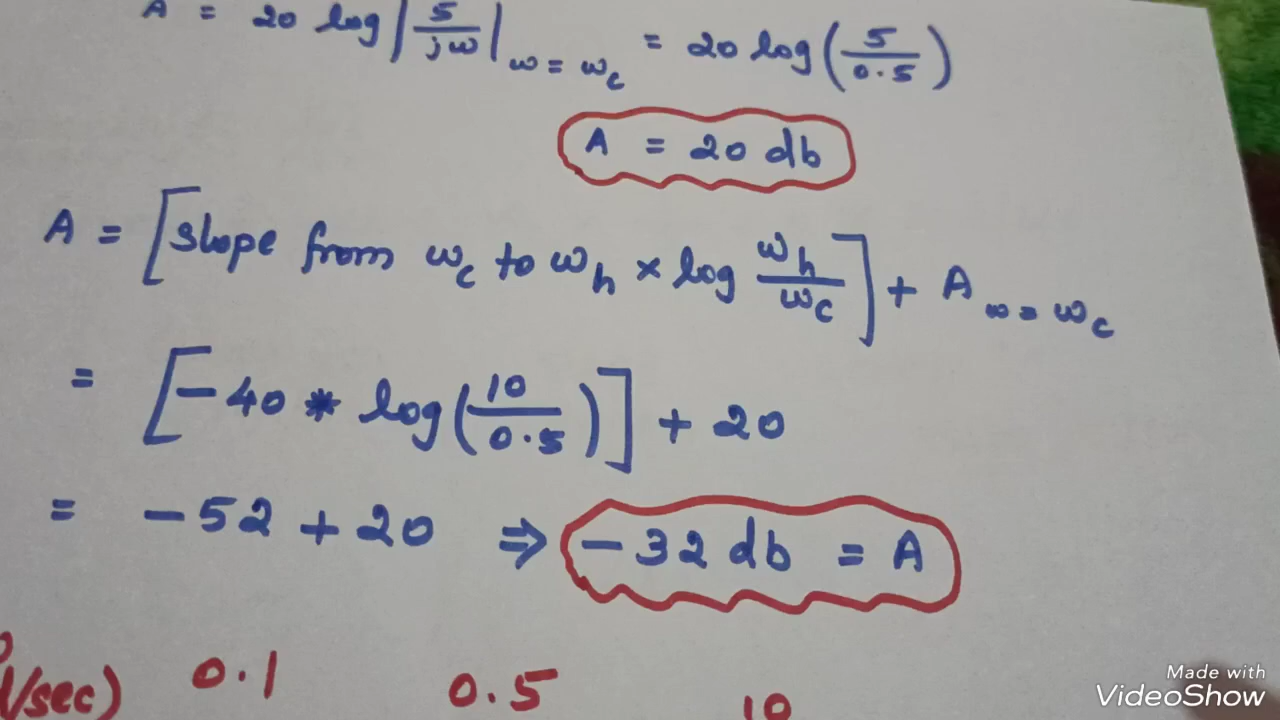 A = 20 log |5/jω| ω = ωc = 20 log(5/0.5)
A = 20 db
A = [Slope from ωc to ωh × log ωh/ωc] + A ω = ωc
= [-40 * log(10/0.5)] + 20
= -52 + 20 ⇒ -32 db = A
/sec) 0.1 0.5 10
Made with
VideoShow